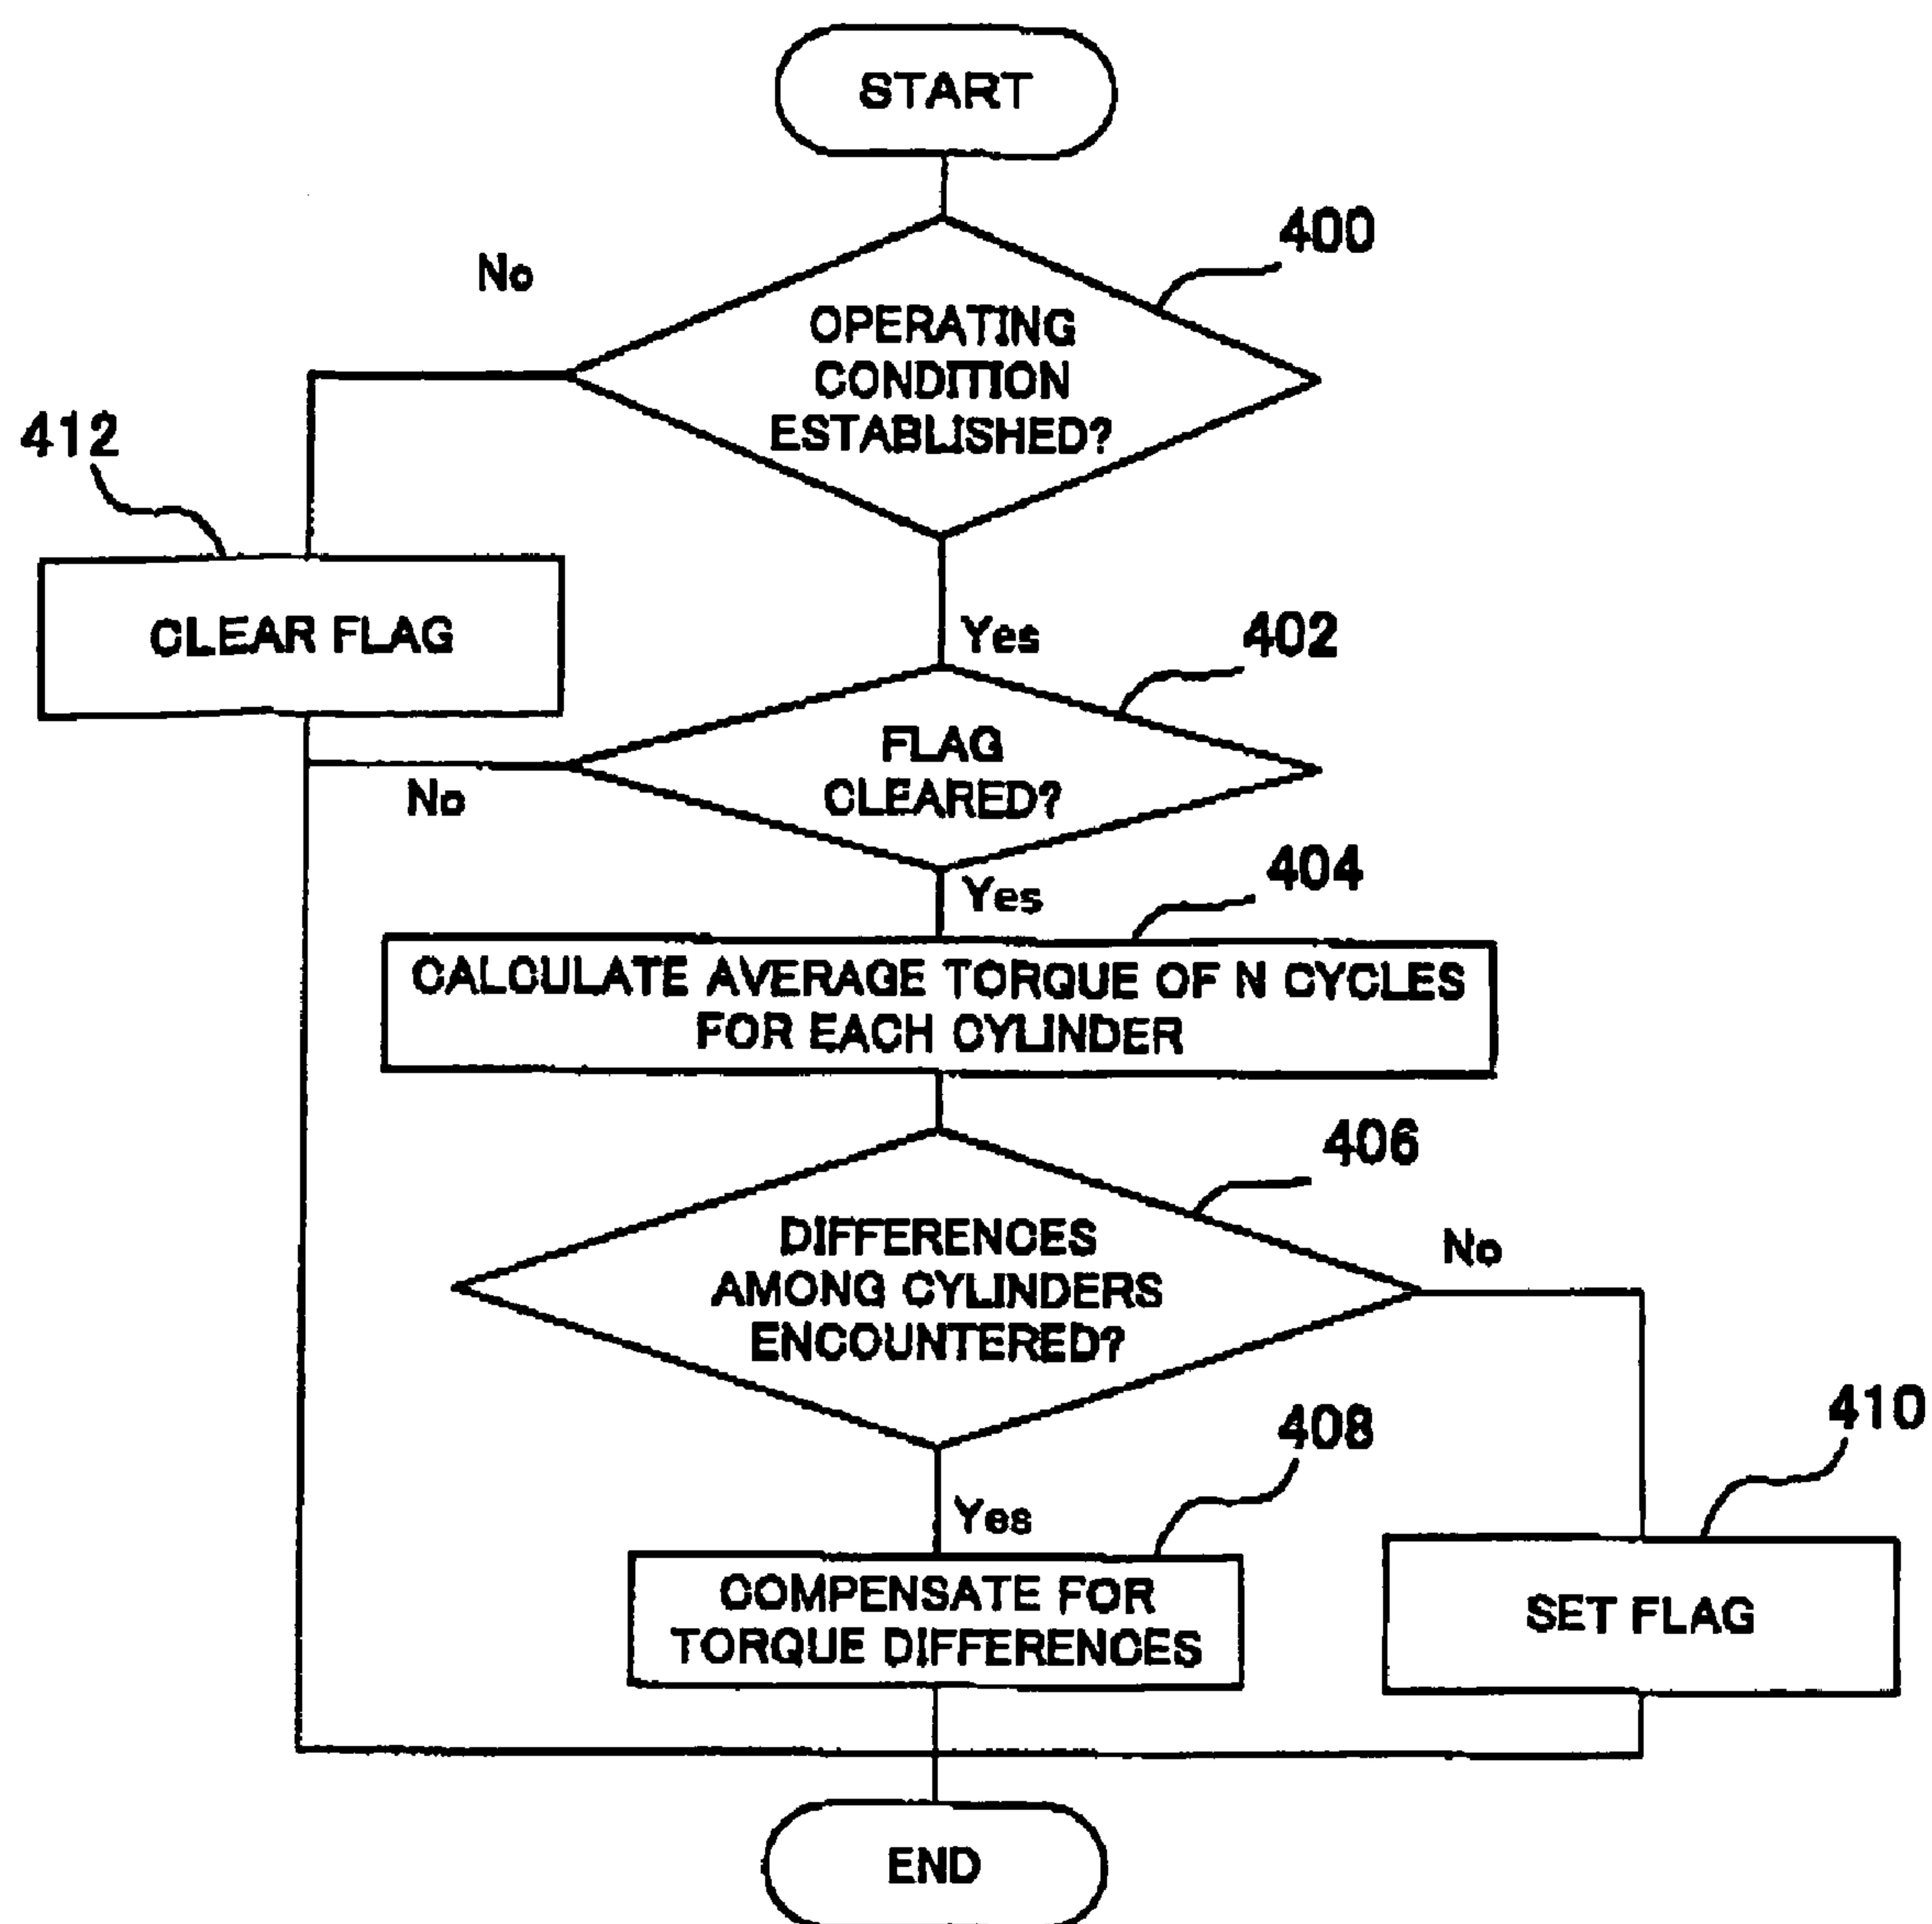 START
400
No
OPERATING
CONDITION
ESTABLISHED?
412
CLEAR FLAG
Yes
402
FLAG
CLEARED?
No
404
Yes
CALCULATE AVERAGE TORQUE OF N CYCLES
FOR EACH CYLINDER
406
DIFFERENCES
AMONG CYLINDERS
ENCOUNTERED?
No
408
410
Yes
COMPENSATE FOR
TORQUE DIFFERENCES
SET FLAG
END